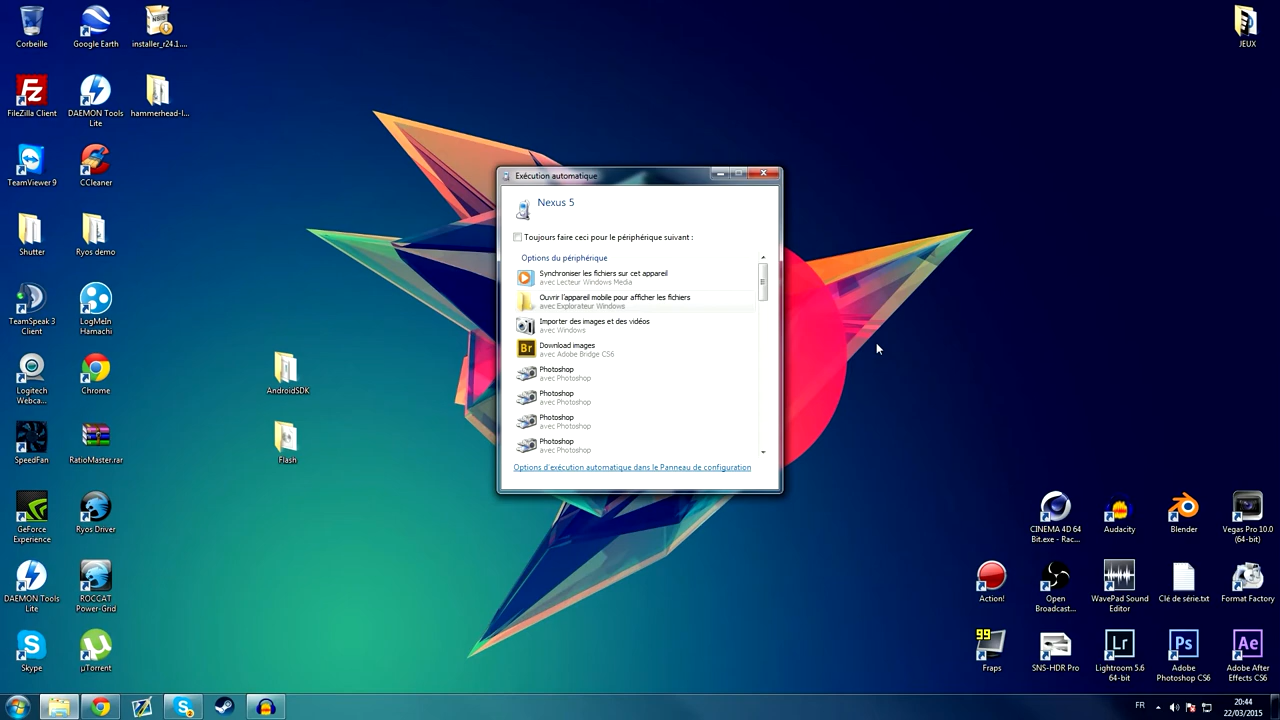 Corbeille
Google Earth
installer_r24.1....
JEUX
FileZilla Client
DAEMON Tools
Lite
hammerhead-l...
TeamViewer 9
CCleaner
Shutter
Ryos demo
TeamSpeak 3
Client
LogMeIn
Hamachi
Logitech
Webca...
Chrome
AndroidSDK
SpeedFan
RatioMaster.rar
Flash
GeForce
Experience
Ryos Driver
DAEMON Tools
Lite
ROCCAT
Power-Grid
Skype
µTorrent
Exécution automatique
Nexus 5
Toujours faire ceci pour le périphérique suivant :
Options du périphérique
Synchroniser les fichiers sur cet appareil
avec Lecteur Windows Media
Ouvrir l'appareil mobile pour afficher les fichiers
avec Explorateur Windows
Importer des images et des vidéos
avec Windows
Br
Download images
avec Adobe Bridge CS6
Photoshop
avec Photoshop
Photoshop
avec Photoshop
Photoshop
avec Photoshop
Photoshop
avec Photoshop
Options d'exécution automatique dans le Panneau de configuration
CINEMA 4D 64
Bit.exe - Rac...
Audacity
Blender
Vegas Pro 10.0
(64-bit)
Action!
Open
Broadcast...
WavePad Sound
Editor
Clé de série.txt
Format Factory
99
Fraps
SNS-HDR Pro
Lr
Lightroom 5.6
64-bit
Ps
Adobe
Photoshop CS6
Ae
Adobe After
Effects CS6
FR
20:44
22/03/2015